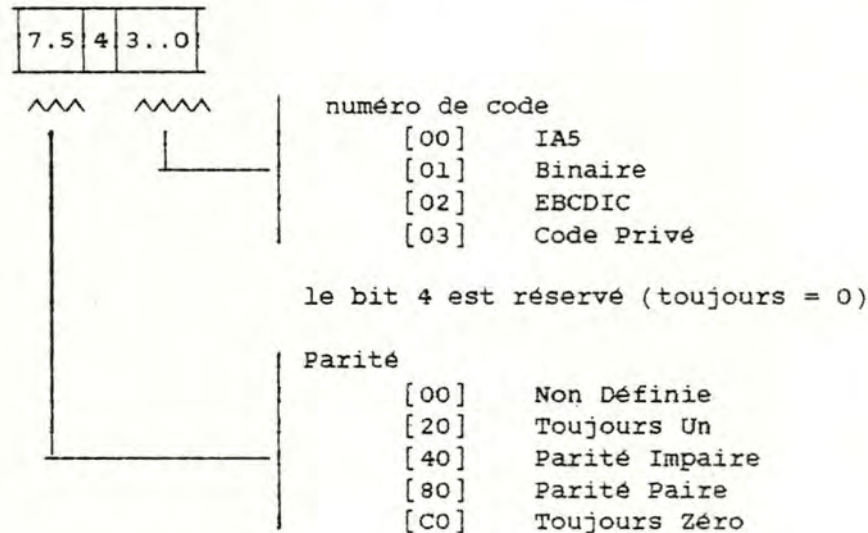 7.5 4 3..0
numéro de code
[00] IA5
[01] Binaire
[02] EBCDIC
[03] Code Privé
le bit 4 est réservé (toujours = 0)
Parité
[00] Non Définie
[20] Toujours Un
[40] Parité Impaire
[80] Parité Paire
[C0] Toujours Zéro